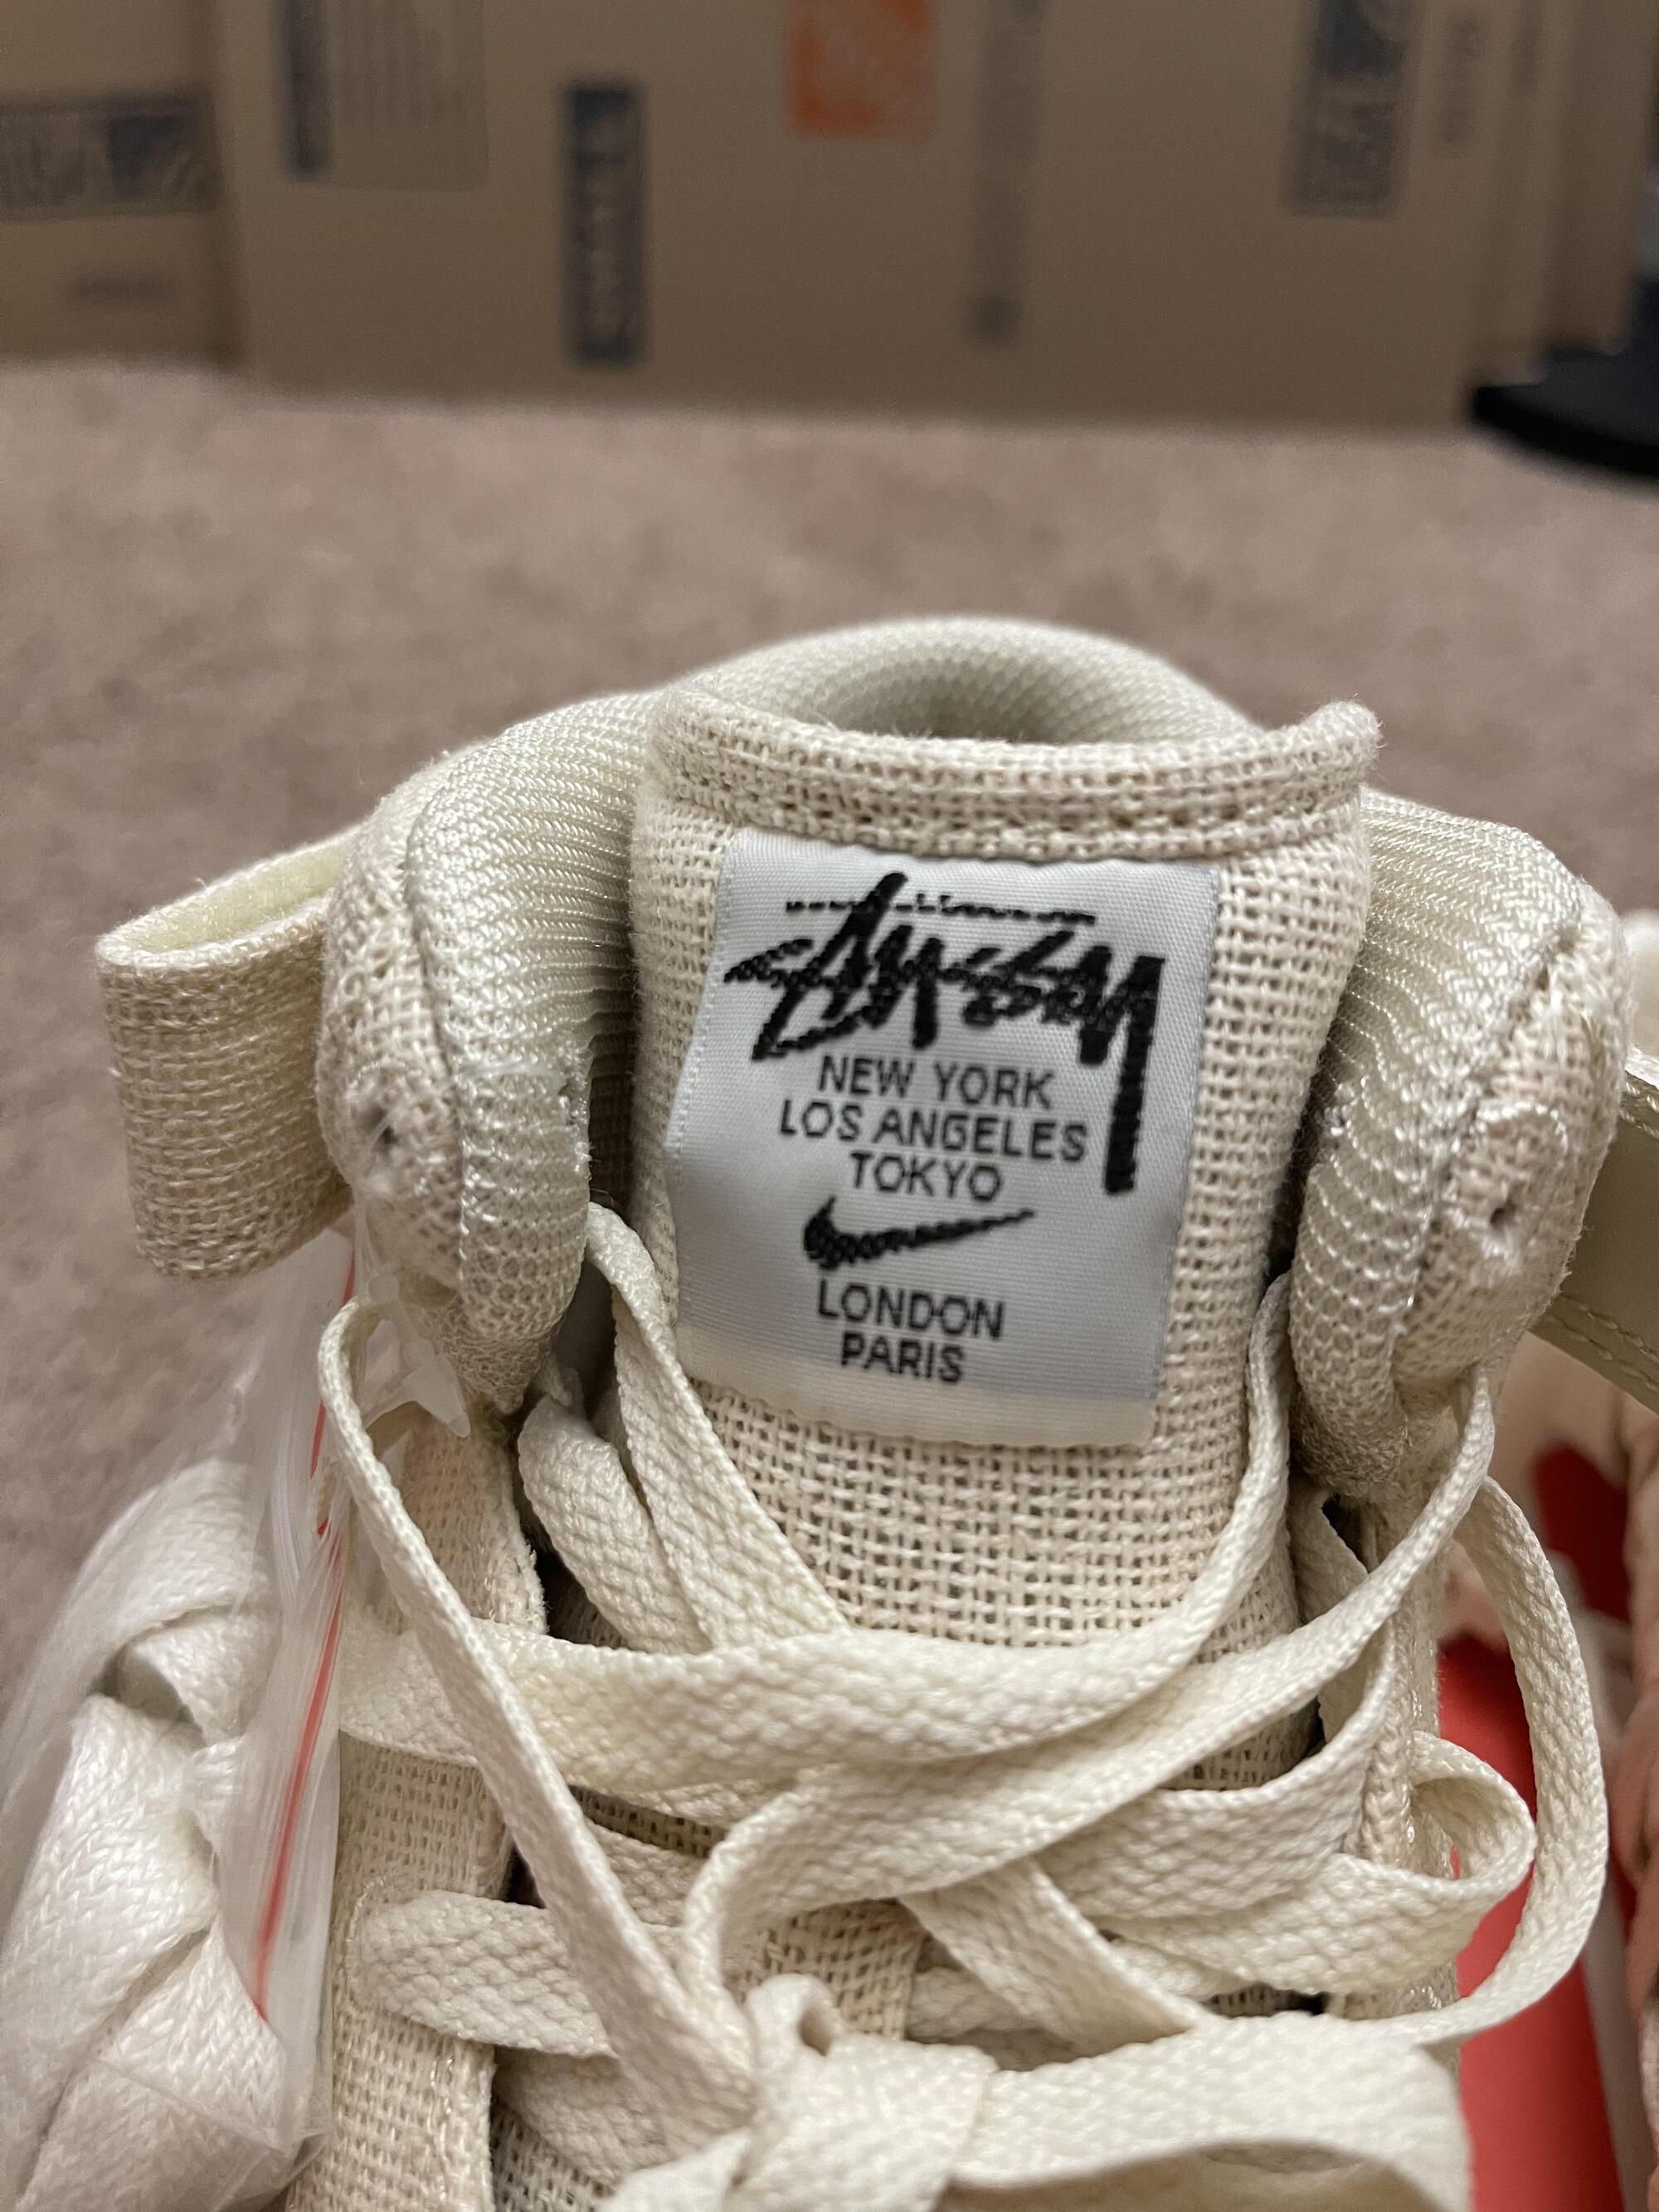 Stüssy
NEW YORK
LOS ANGELES
TOKYO
LONDON
PARIS